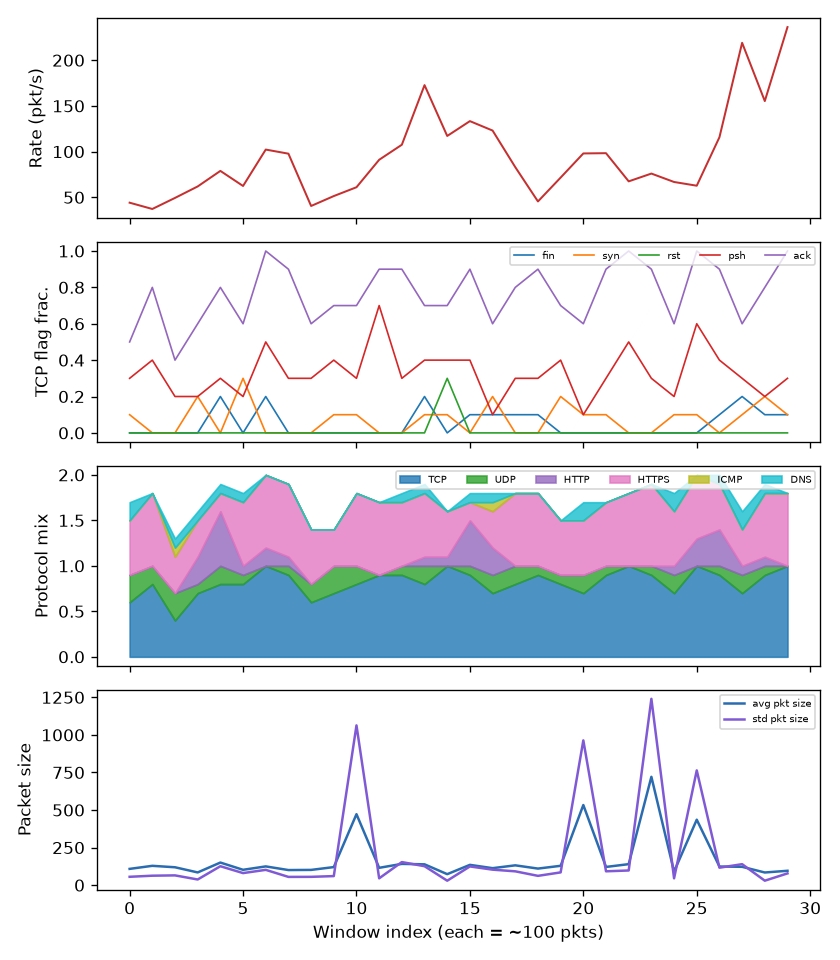 200
150
100
50
Rate (pkt/s)
fin syn rst psh ack
1.0
0.8
0.6
0.4
0.2
0.0
TCP flag frac.
TCP UDP HTTP HTTPS ICMP DNS
2.0
1.5
1.0
0.5
0.0
Protocol mix
avg pkt size
std pkt size
1250
1000
750
500
250
0
Packet size
0 5 10 15 20 25 30
Window index (each = ~100 pkts)